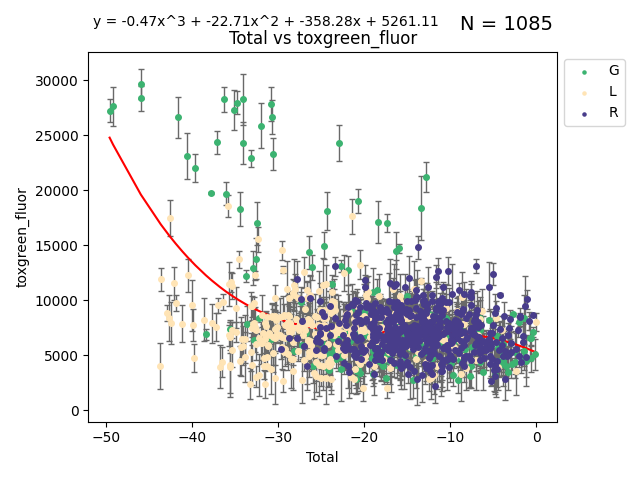 y = -0.47x^3 + -22.71x^2 + -358.28x + 5261.11
N = 1085
Total vs toxgreen_fluor
30000
25000
20000
15000
10000
5000
0
toxgreen_fluor
−50
−40
−30
−20
−10
0
Total
G
L
R